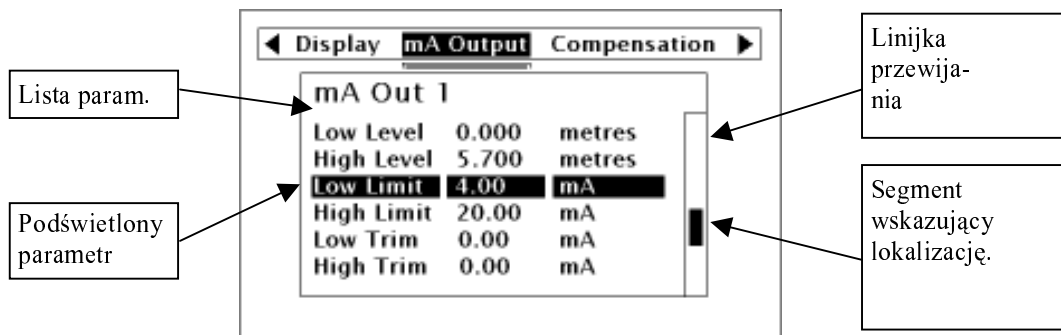 Display mA Output Compensation
mA Out 1
Low Level 0.000 metres
High Level 5.700 metres
Low Limit 4.00 mA
High Limit 20.00 mA
Low Trim 0.00 mA
High Trim 0.00 mA
Lista param.
Podświetlony
parametr
Linijka
przewija-
nia
Segment
wskazujący
lokalizację.